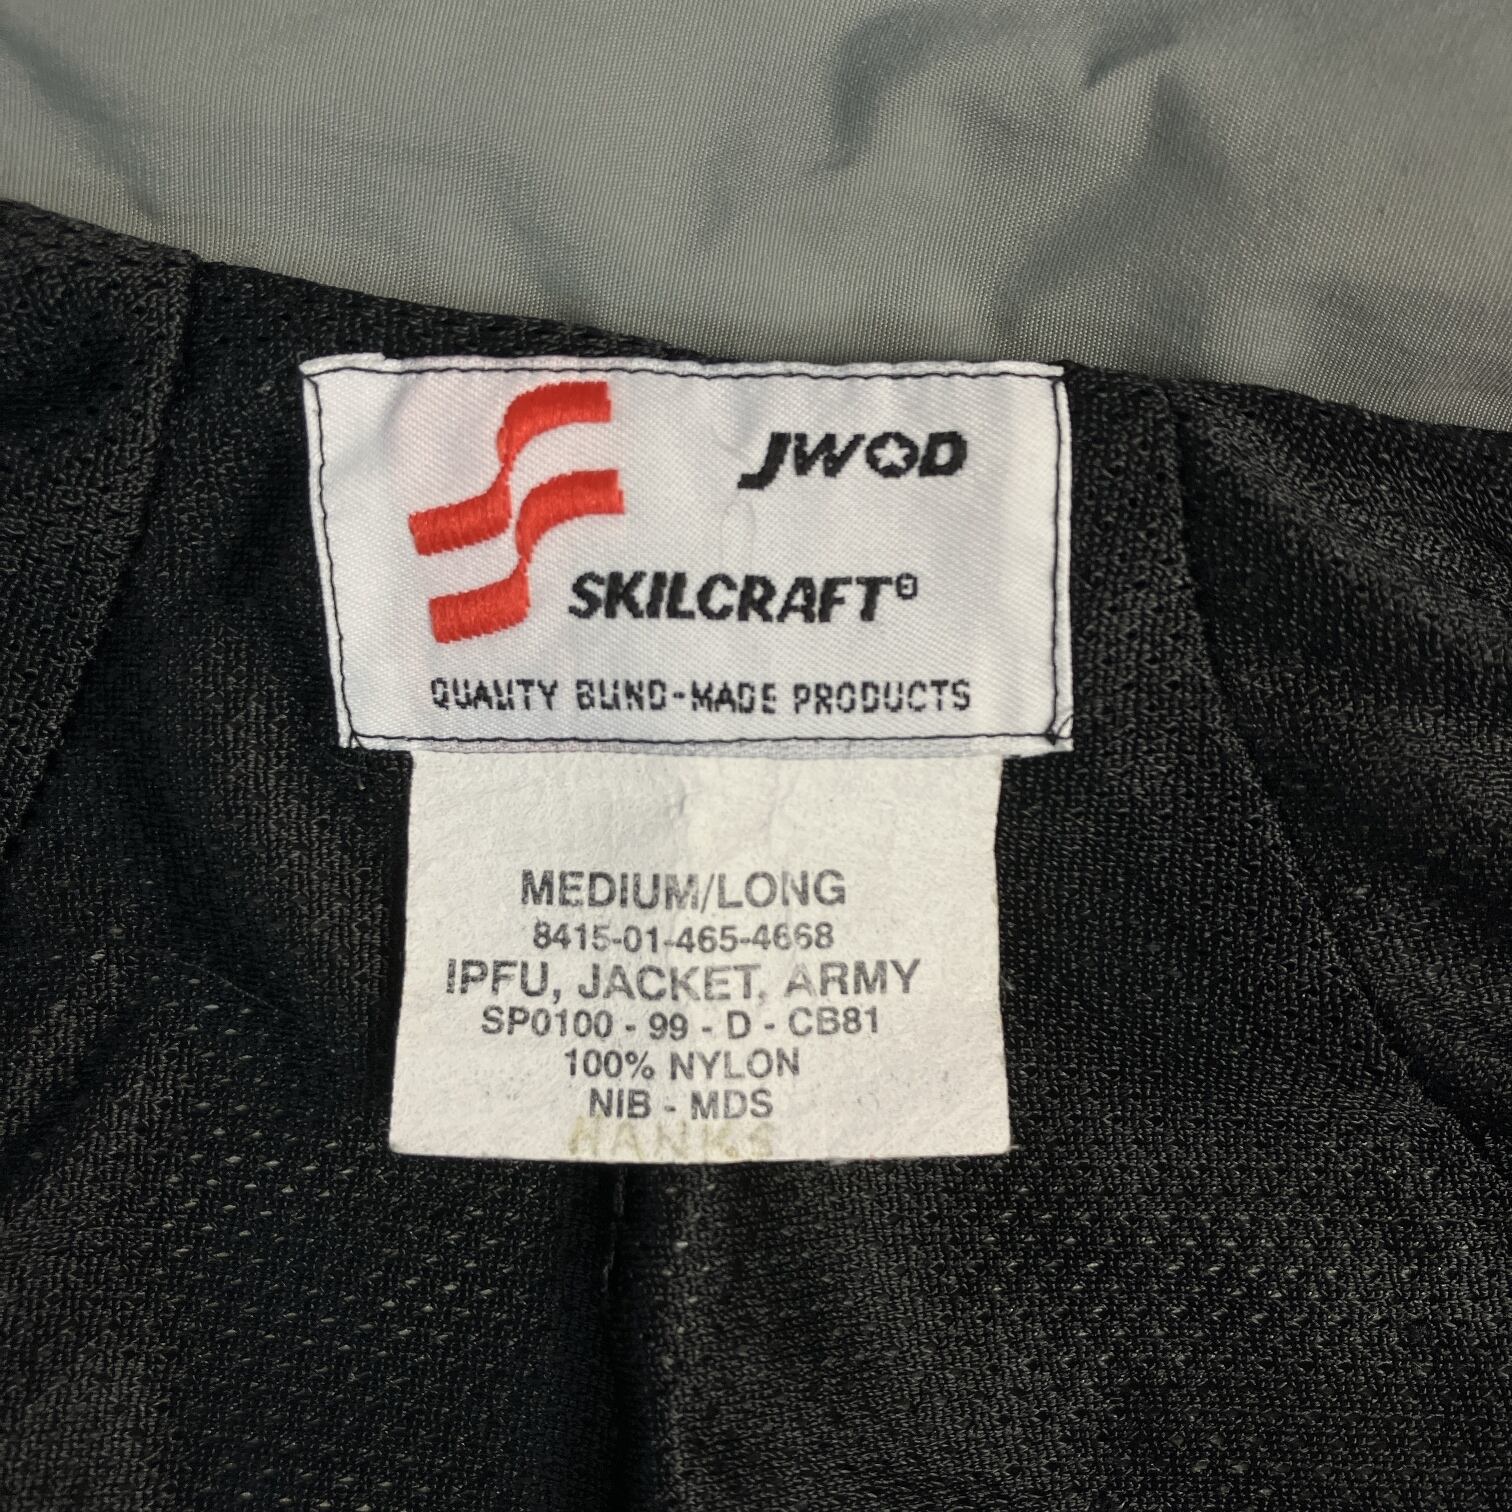 JWOD
SKILCRAFT®
QUALITY BLIND-MADE PRODUCTS
MEDIUM/LONG
8415-01-465-4668
IPFU, JACKET, ARMY
SP0100 - 99 - D - CB81
100% NYLON
NIB - MDS
HANKS